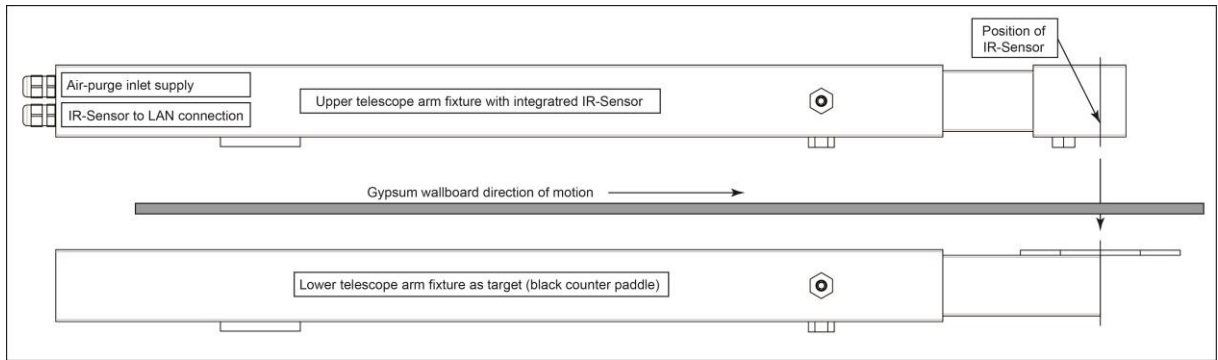 Position of
IR-Sensor
Air-purge inlet supply
Upper telescope arm fixture with integratred IR-Sensor
IR-Sensor to LAN connection
Gypsum wallboard direction of motion
Lower telescope arm fixture as target (black counter paddle)